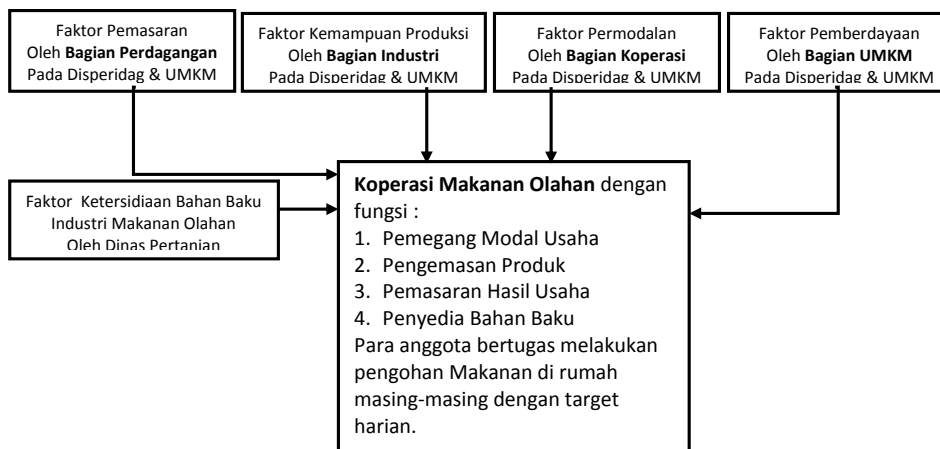 Faktor Pemasaran
Oleh Bagian Perdagangan
Pada Disperidag & UMKM
Faktor Kemampuan Produksi
Oleh Bagian Industri
Pada Disperidag & UMKM
Faktor Permodalan
Oleh Bagian Koperasi
Pada Disperidag & UMKM
Faktor Pemberdayaan
Oleh Bagian UMKM
Pada Disperidag & UMKM
Faktor Ketersidiaan Bahan Baku
Industri Makanan Olahan
Oleh Dinas Pertanian
Koperasi Makanan Olahan dengan
fungsi :
1. Pemegang Modal Usaha
2. Pengemasan Produk
3. Pemasaran Hasil Usaha
4. Penyedia Bahan Baku
Para anggota bertugas melakukan
pengohan Makanan di rumah
masing-masing dengan target
harian.